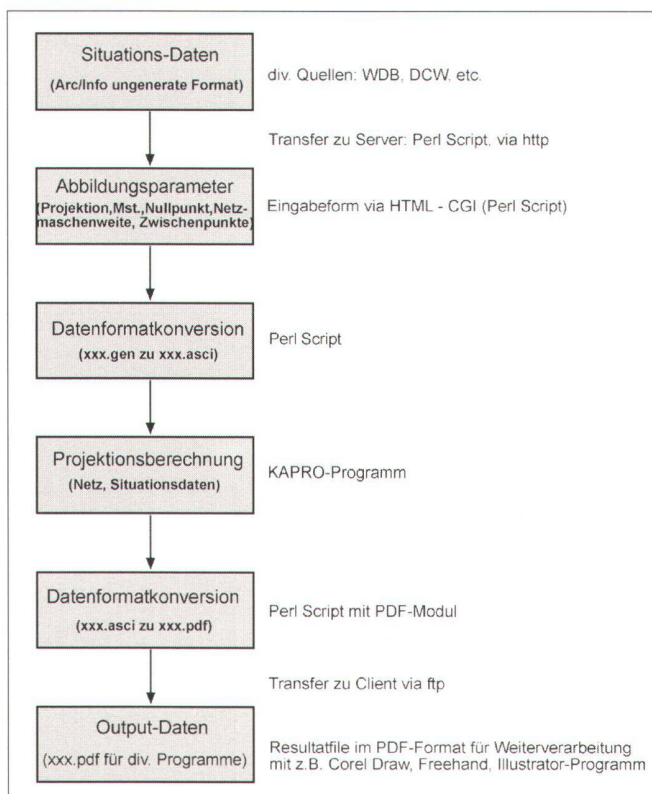 Situations-Daten
(Arc/Info ungenerate Format)
div. Quellen: WDB, DCW, etc.
Transfer zu Server: Perl Script, via http
Abbildungsparameter
(Projektion,Mst.,Nullpunkt,Netz-
maschenweite, Zwischenpunkte)
Eingabeform via HTML - CGI (Perl Script)
Datenformatkonversion
(xxx.gen zu xxx.asci)
Perl Script
Projektionsberechnung
(Netz, Situationsdaten)
KAPRO-Programm
Datenformatkonversion
(xxx.asci zu xxx.pdf)
Perl Script mit PDF-Modul
Transfer zu Client via ftp
Output-Daten
(xxx.pdf für div. Programme)
Resultatfile im PDF-Format für Weiterverarbeitung
mit z.B. Corel Draw, Freehand, Illustrator-Programm